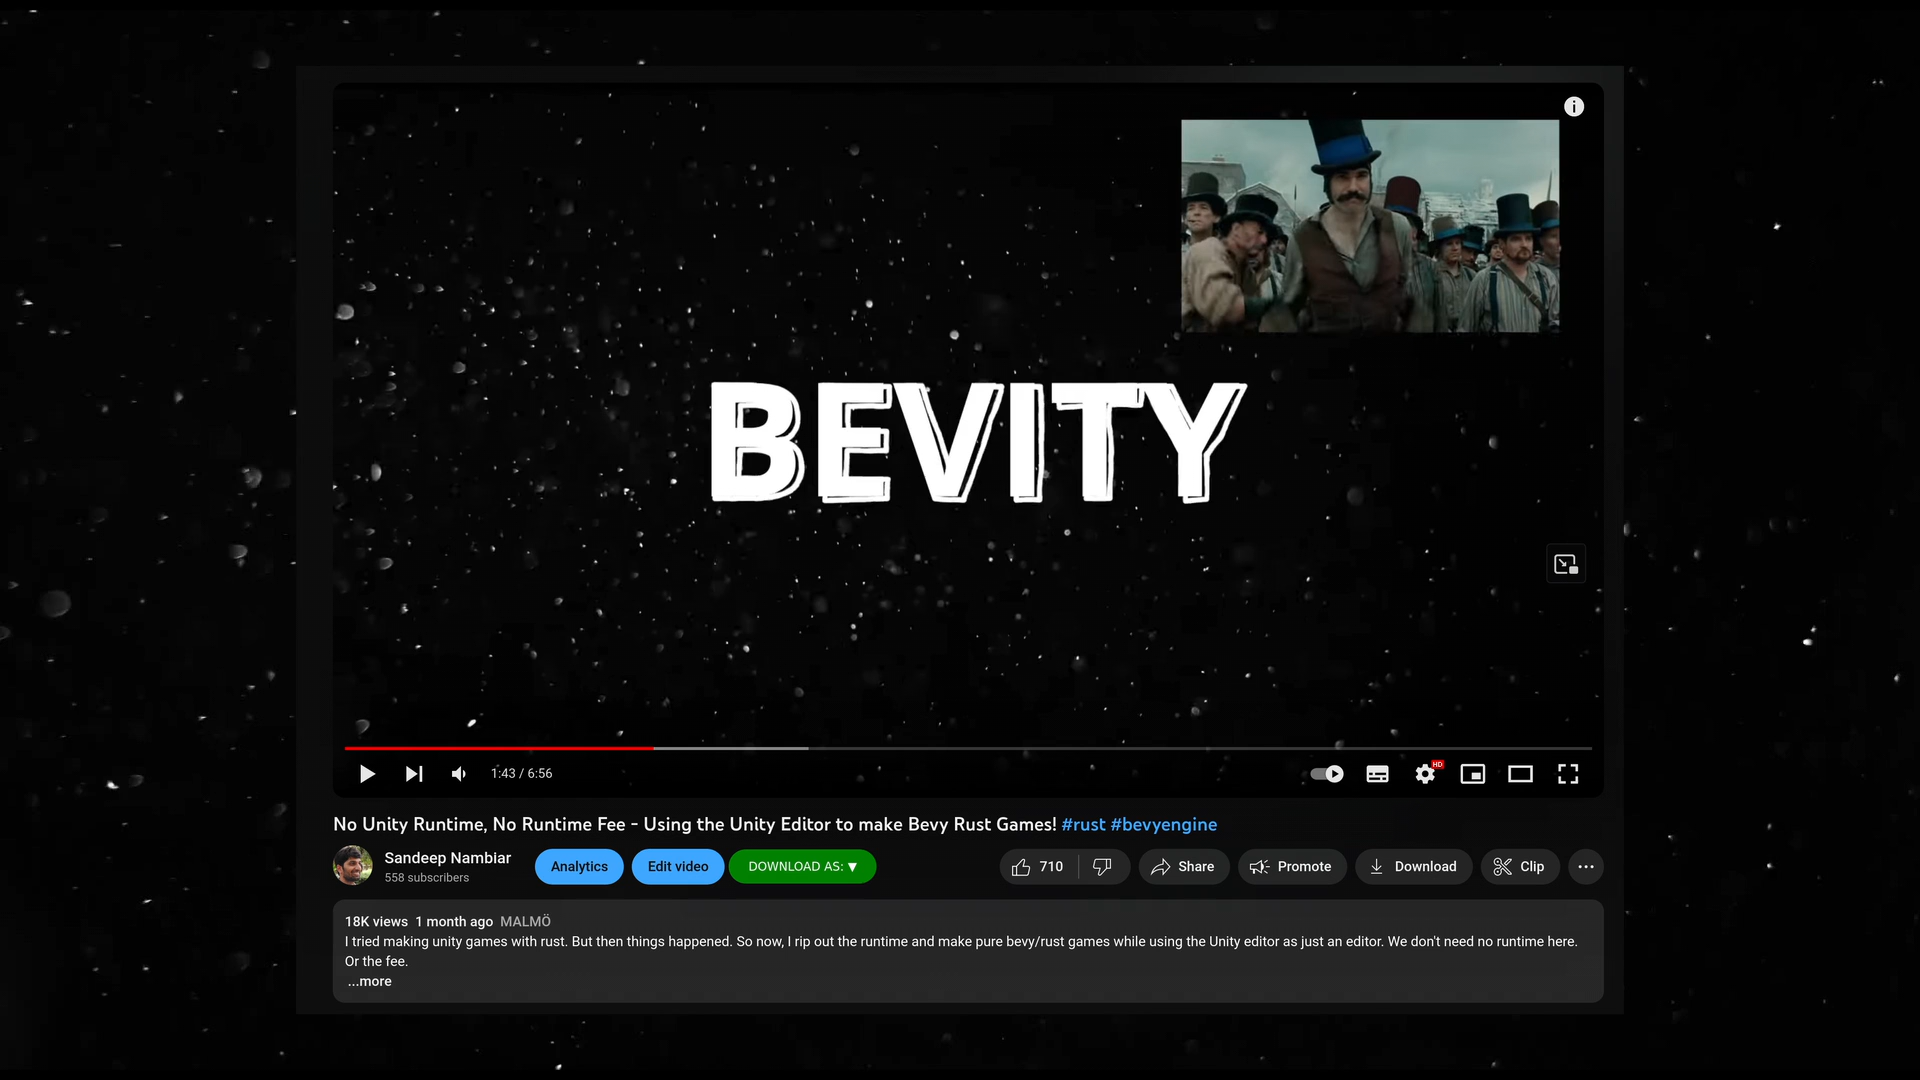 BEVITY
1:43 / 6:56
HD
No Unity Runtime, No Runtime Fee - Using the Unity Editor to make Bevy Rust Games! #rust #bevyengine
Sandeep Nambiar
558 subscribers
Analytics
Edit video
DOWNLOAD AS: ▼
710
Share
Promote
Download
Clip
18K views 1 month ago MALMÖ
I tried making unity games with rust. But then things happened. So now, I rip out the runtime and make pure bevy/rust games while using the Unity editor as just an editor. We don't need no runtime here.
Or the fee.
...more